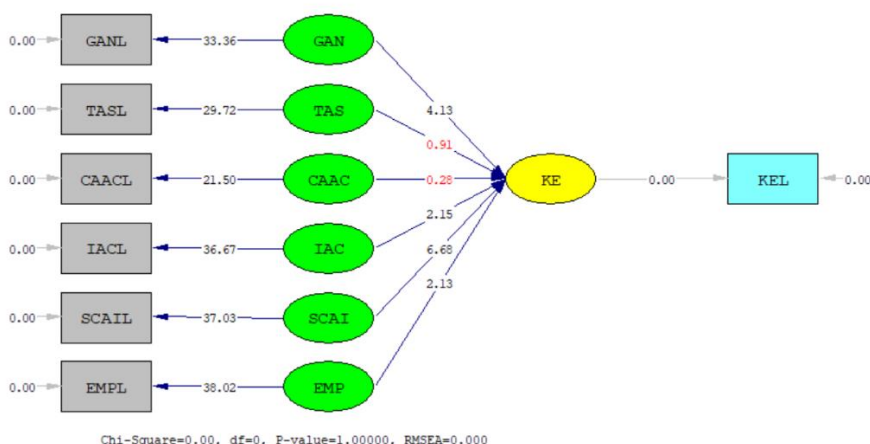 0.00 GANL 33.36 GAN
4.13
0.00 TASL 29.72 TAS
0.91
0.00 CAACL 21.50 CAAC 0.28 KE 0.00 KEL 0.00
2.15
0.00 IACL 36.67 IAC
6.68
2.13
0.00 SCAIL 37.03 SCAI
0.00 EMPL 38.02 EMP
Chi-Square=0.00, df=0, P-value=1.00000, RMSEA=0.000